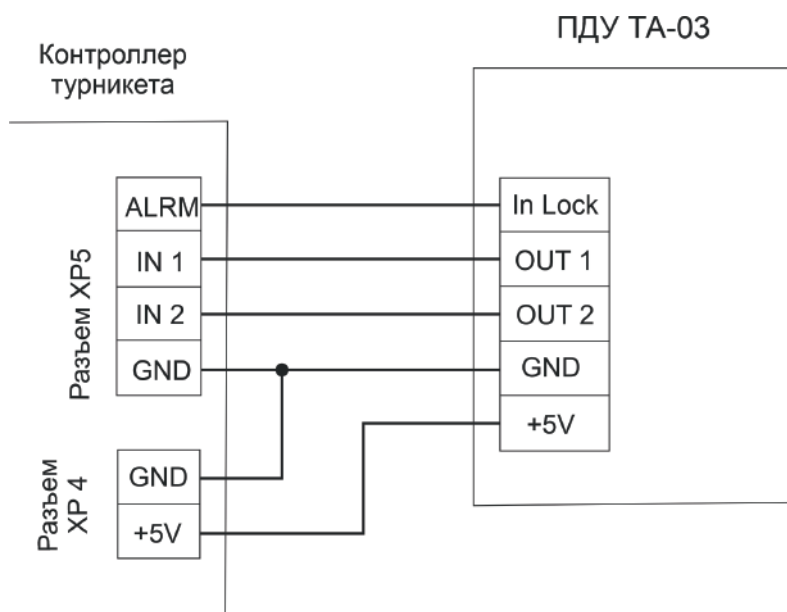 ПДУ ТА-03
Контроллер
турникета
Разъем XP5
ALRM
IN 1
IN 2
GND
Разъем
XP 4
GND
+5V
In Lock
OUT 1
OUT 2
GND
+5V